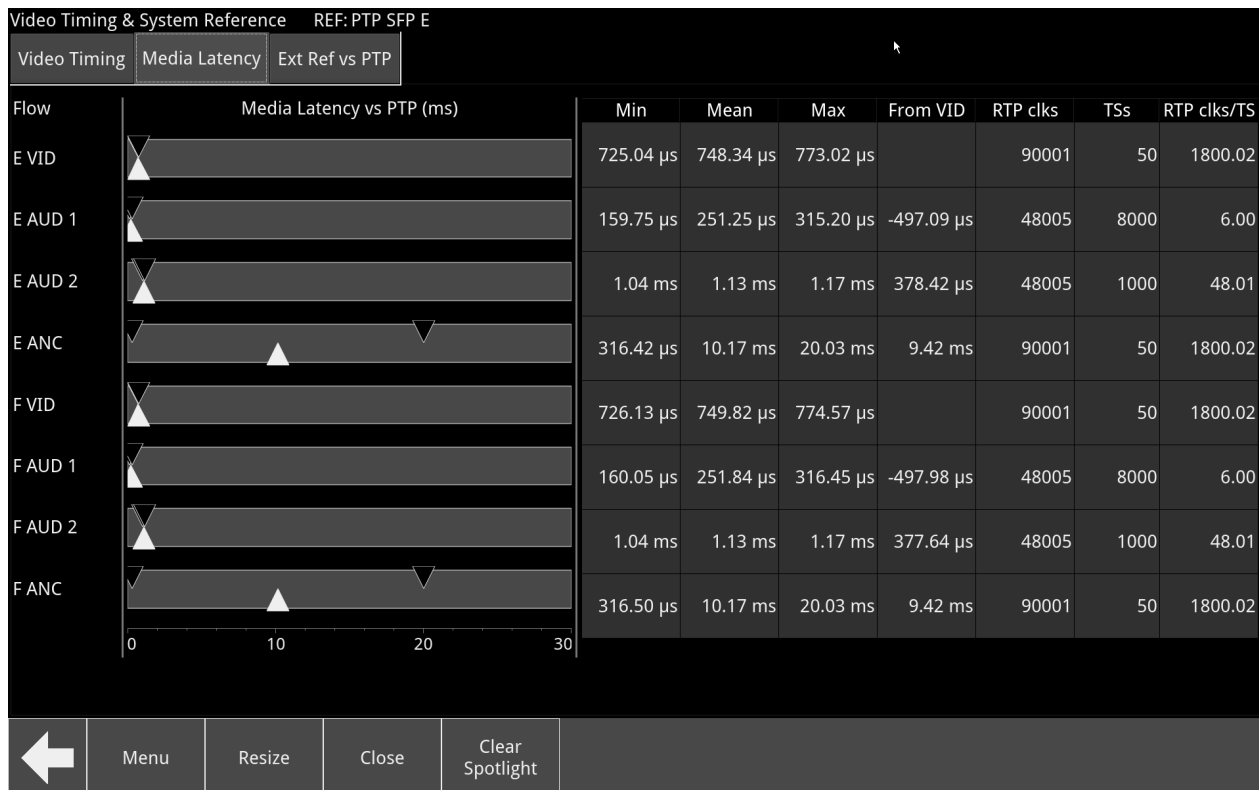 Video Timing & System Reference REF: PTP SFP E
Video Timing Media Latency Ext Ref vs PTP
Flow Media Latency vs PTP (ms) Min Mean Max From VID RTP clks TSs RTP clks/TS
E VID 725.04 µs 748.34 µs 773.02 µs 90001 50 1800.02
E AUD 1 159.75 µs 251.25 µs 315.20 µs -497.09 µs 48005 8000 6.00
E AUD 2 1.04 ms 1.13 ms 1.17 ms 378.42 µs 48005 1000 48.01
E ANC 316.42 µs 10.17 ms 20.03 ms 9.42 ms 90001 50 1800.02
F VID 726.13 µs 749.82 µs 774.57 µs 90001 50 1800.02
F AUD 1 160.05 µs 251.84 µs 316.45 µs -497.98 µs 48005 8000 6.00
F AUD 2 1.04 ms 1.13 ms 1.17 ms 377.64 µs 48005 1000 48.01
F ANC 316.50 µs 10.17 ms 20.03 ms 9.42 ms 90001 50 1800.02
0 10 20 30
Menu Resize Close Clear
Spotlight